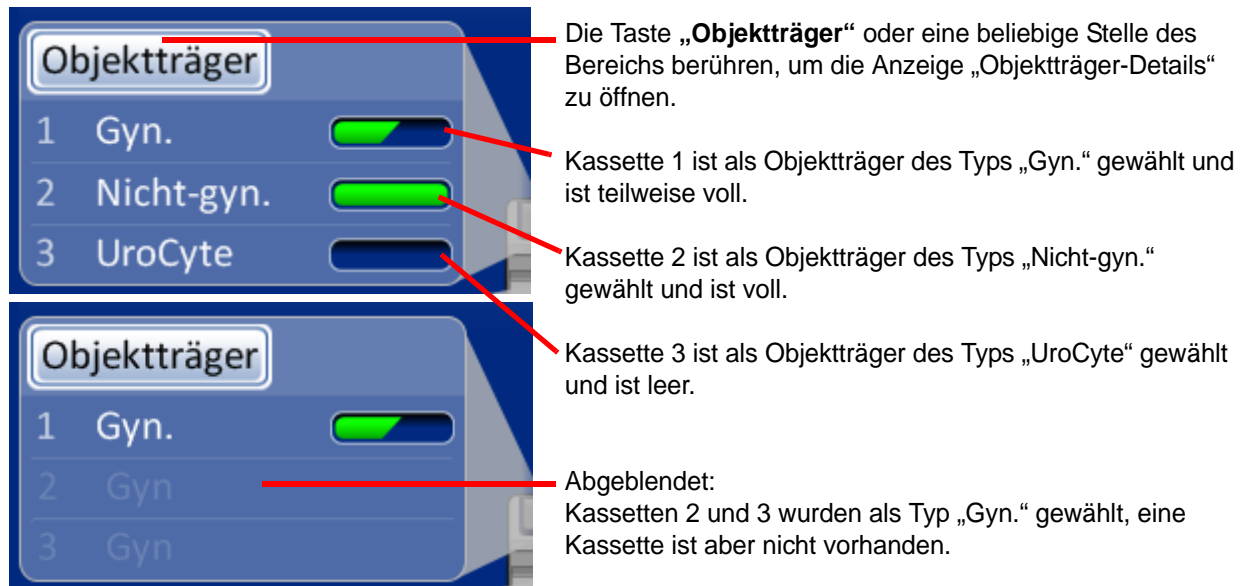 Objektträger
1 Gyn.
2 Nicht-gyn.
3 UroCyte
Die Taste „Objektträger“ oder eine beliebige Stelle des
Bereichs berühren, um die Anzeige „Objektträger-Details“
zu öffnen.
Kassette 1 ist als Objektträger des Typs „Gyn.“ gewählt und
ist teilweise voll.
Kassette 2 ist als Objektträger des Typs „Nicht-gyn.“
gewählt und ist voll.
Kassette 3 ist als Objektträger des Typs „UroCyte“ gewählt
und ist leer.
Objektträger
1 Gyn.
2 Gyn
3 Gyn
Abgeblendet:
Kassetten 2 und 3 wurden als Typ „Gyn.“ gewählt, eine
Kassette ist aber nicht vorhanden.